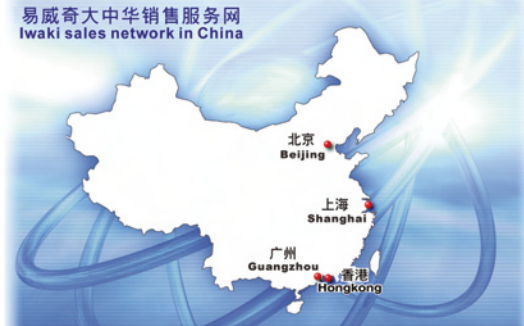 易威奇大中华销售服务网
Iwaki sales network in China
北京
Beijing
上海
Shanghai
广州
Guangzhou
香港
Hongkong